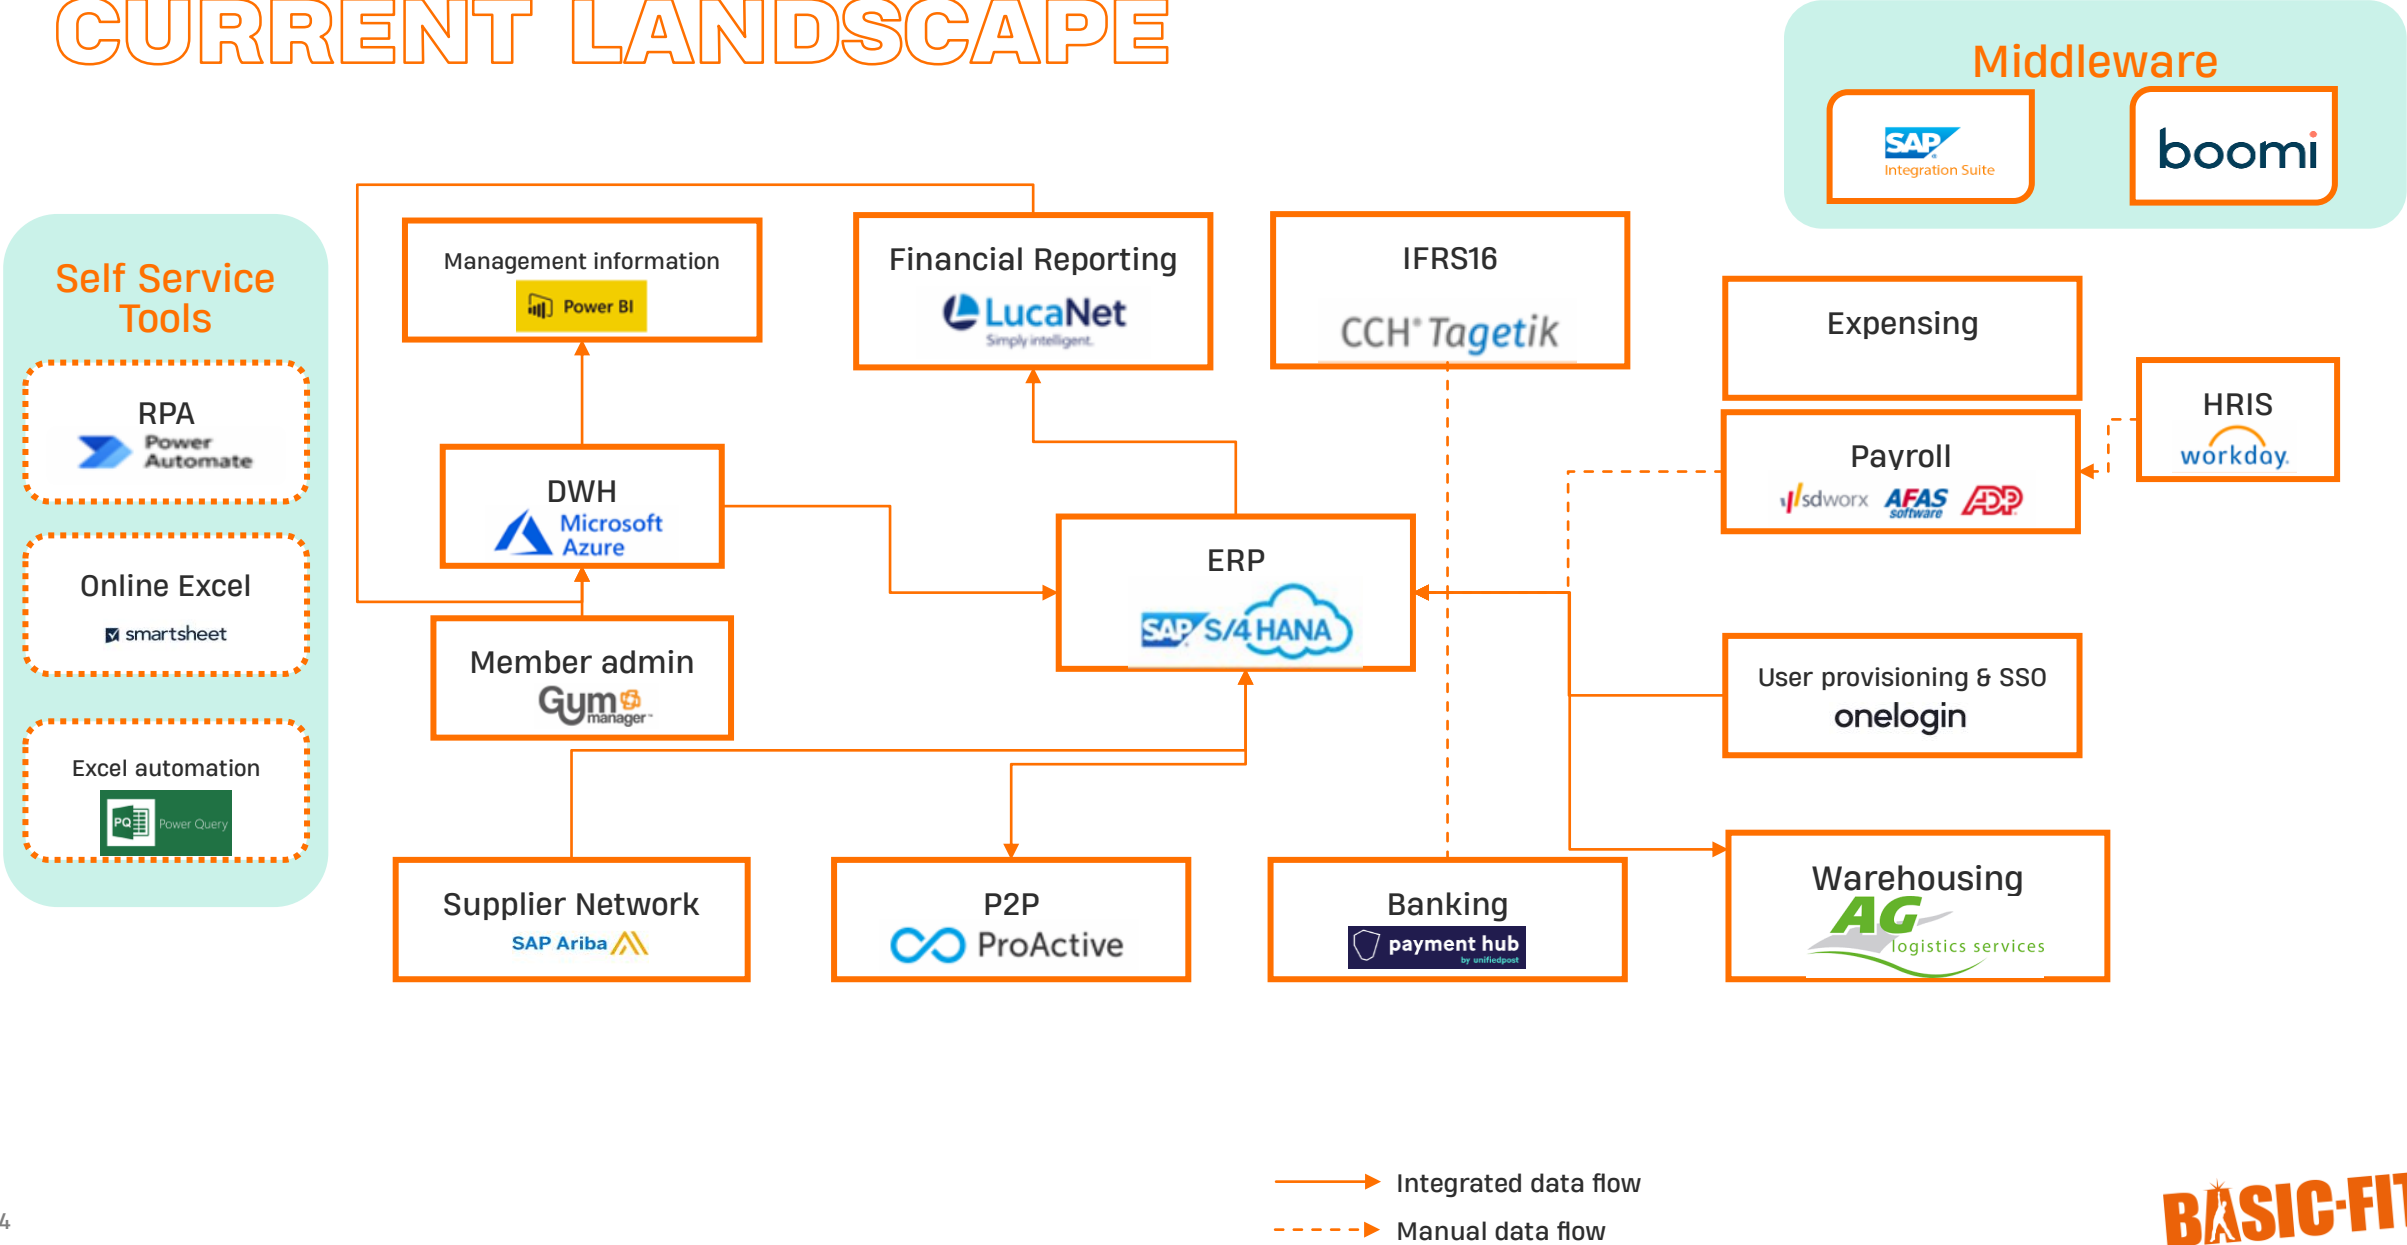 CURRENT LANDSCAPE
Middleware
SAP
Integration Suite
boomi
Self Service
Tools
RPA
Power
Automate
Online Excel
smartsheet
Excel automation
PQ
Power Query
Management information
Power BI
Financial Reporting
LucaNet
Simply intelligent.
IFRS16
CCH® Tagetik
Expensing
HRIS
workday.
Payroll
sdworx
AFAS
software
ADP
DWH
Microsoft
Azure
ERP
SAP S/4 HANA
Member admin
Gym
manager
User provisioning & SSO
onelogin
Supplier Network
SAP Ariba
P2P
ProActive
Banking
payment hub
by unifiedpost
Warehousing
AG
logistics services
Integrated data flow
Manual data flow
4
BASIC-FIT